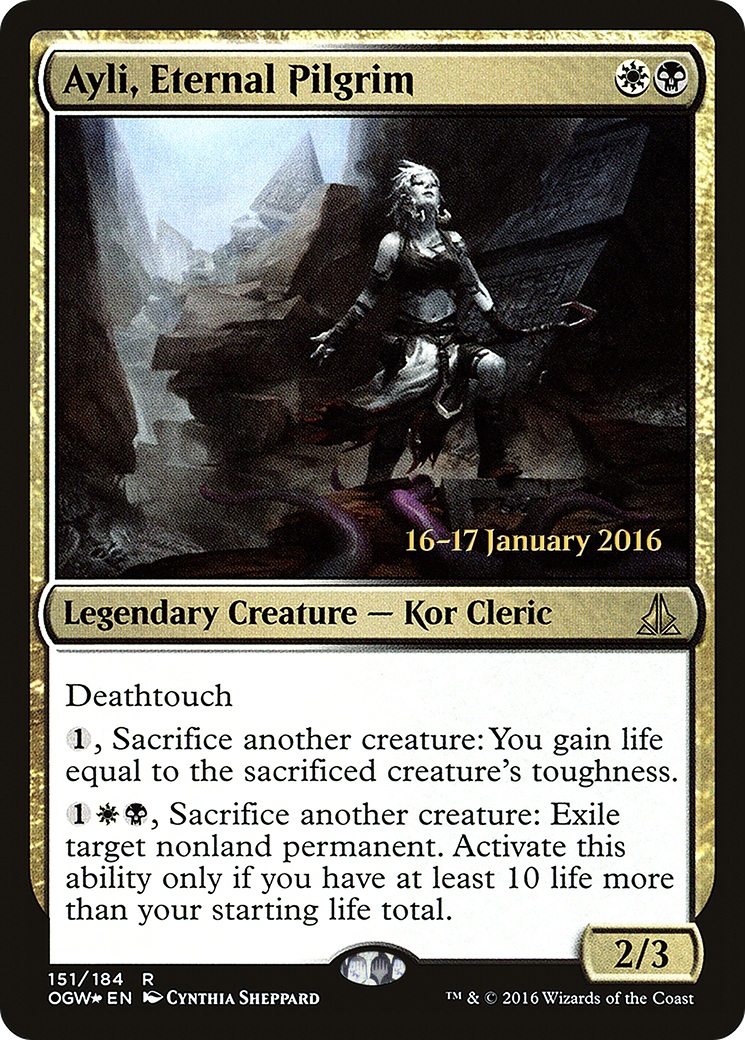 Ayli, Eternal Pilgrim
16–17 January 2016
Legendary Creature — Kor Cleric
Deathtouch
1, Sacrifice another creature: You gain life
equal to the sacrificed creature's toughness.
1, Sacrifice another creature: Exile
target nonland permanent. Activate this
ability only if you have at least 10 life more
than your starting life total.
2/3
151/184 R
OGW★EN Cynthia Sheppard
™ & © 2016 Wizards of the Coast